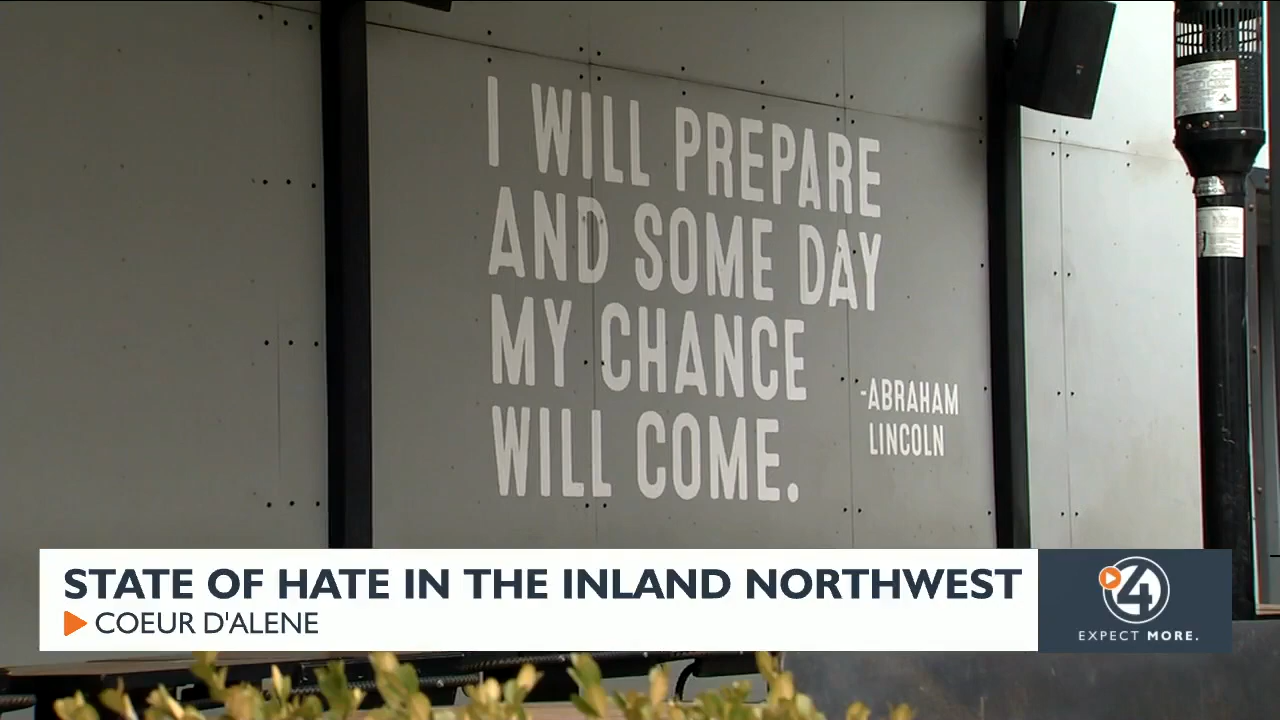 I WILL PREPARE
AND SOME DAY
MY CHANCE
WILL COME.
-ABRAHAM
LINCOLN
STATE OF HATE IN THE INLAND NORTHWEST
COEUR D'ALENE
4
EXPECT MORE.